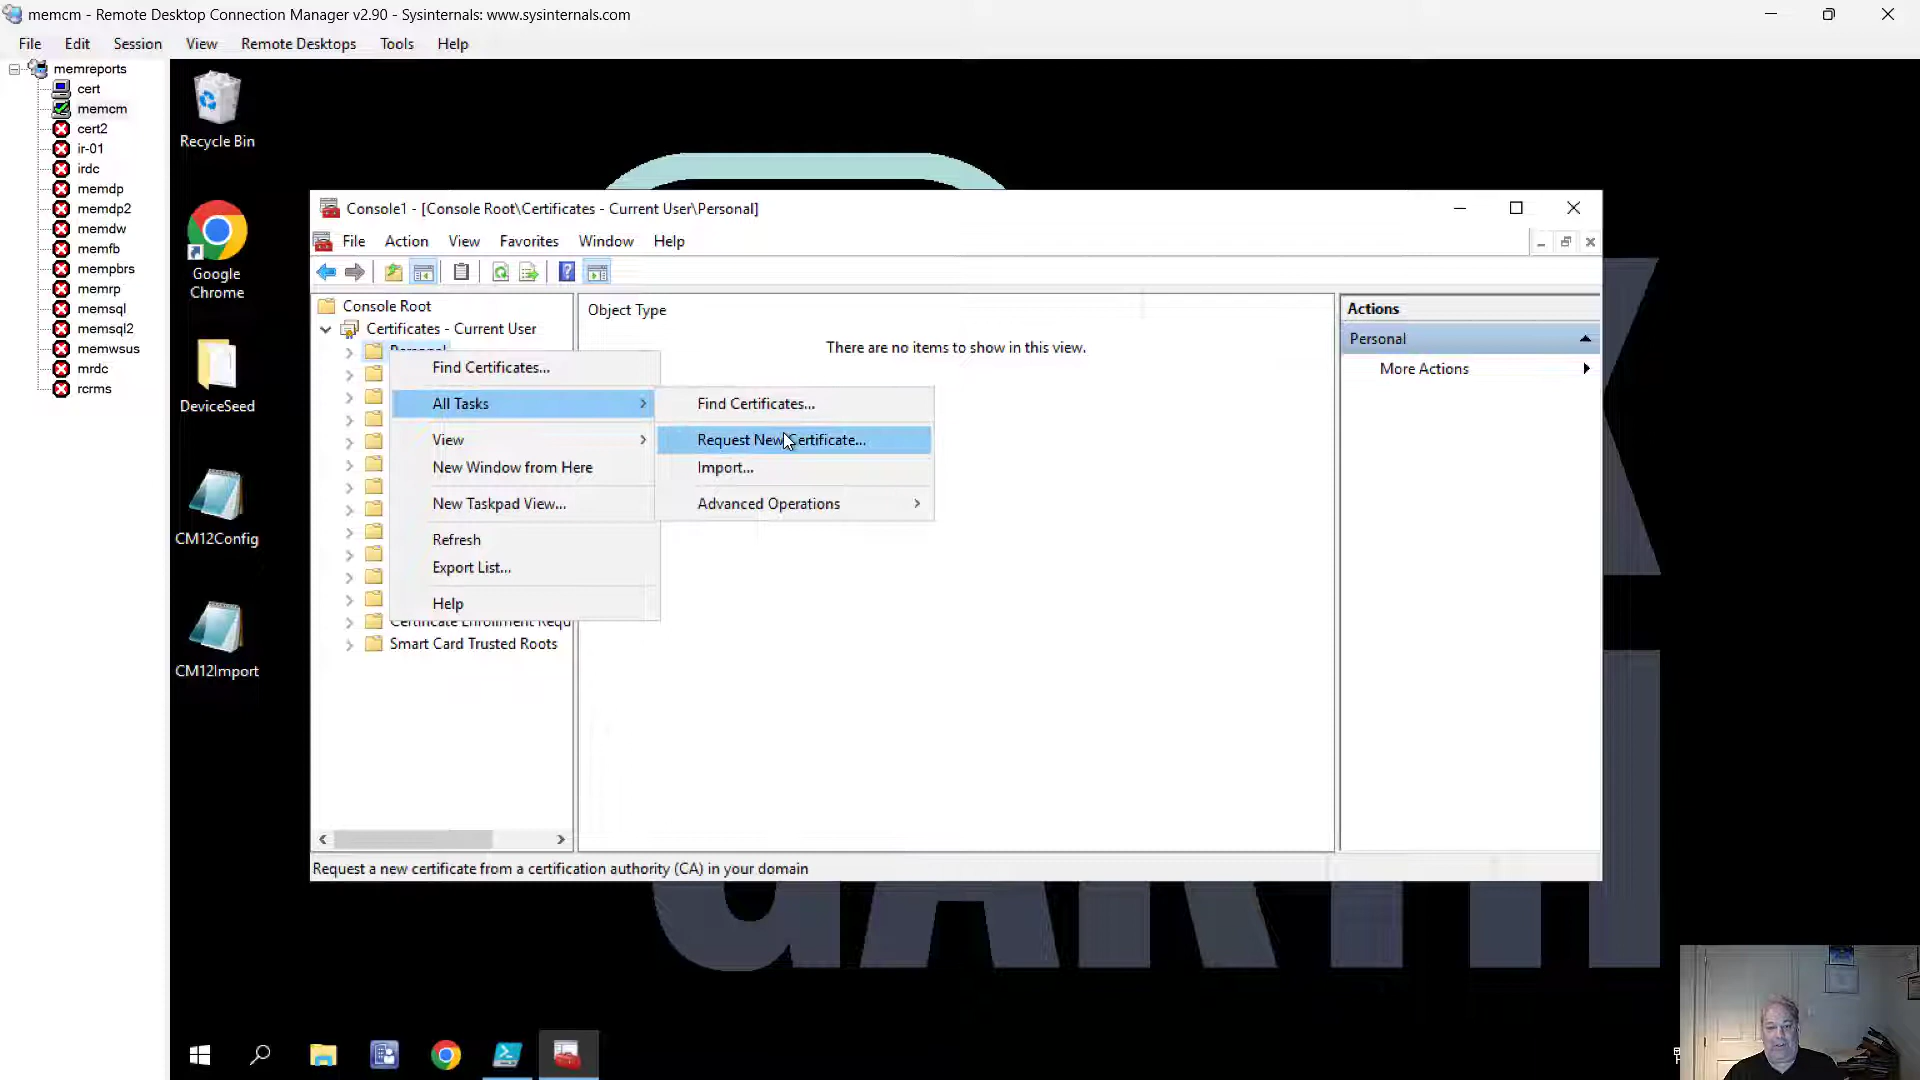 memcm - Remote Desktop Connection Manager v2.90 - Sysinternals: www.sysinternals.com
File Edit Session View Remote Desktops Tools Help
memreports
cert
memcm
cert2
ir-01
irdc
memdp
memdp2
memdw
memfb
mempbrs
memrp
memsql
memsql2
memwsus
mrdc
rcrms
Recycle Bin
Google
Chrome
DeviceSeed
CM12Config
CM12Import
Console1 - [Console Root\Certificates - Current User\Personal]
File Action View Favorites Window Help
Console Root
Certificates - Current User
Personal
Smart Card Trusted Roots
Find Certificates...
All Tasks
View
New Window from Here
New Taskpad View...
Refresh
Export List...
Help
Find Certificates...
Request New Certificate...
Import...
Advanced Operations
Object Type
There are no items to show in this view.
Actions
Personal
More Actions
Request a new certificate from a certification authority (CA) in your domain